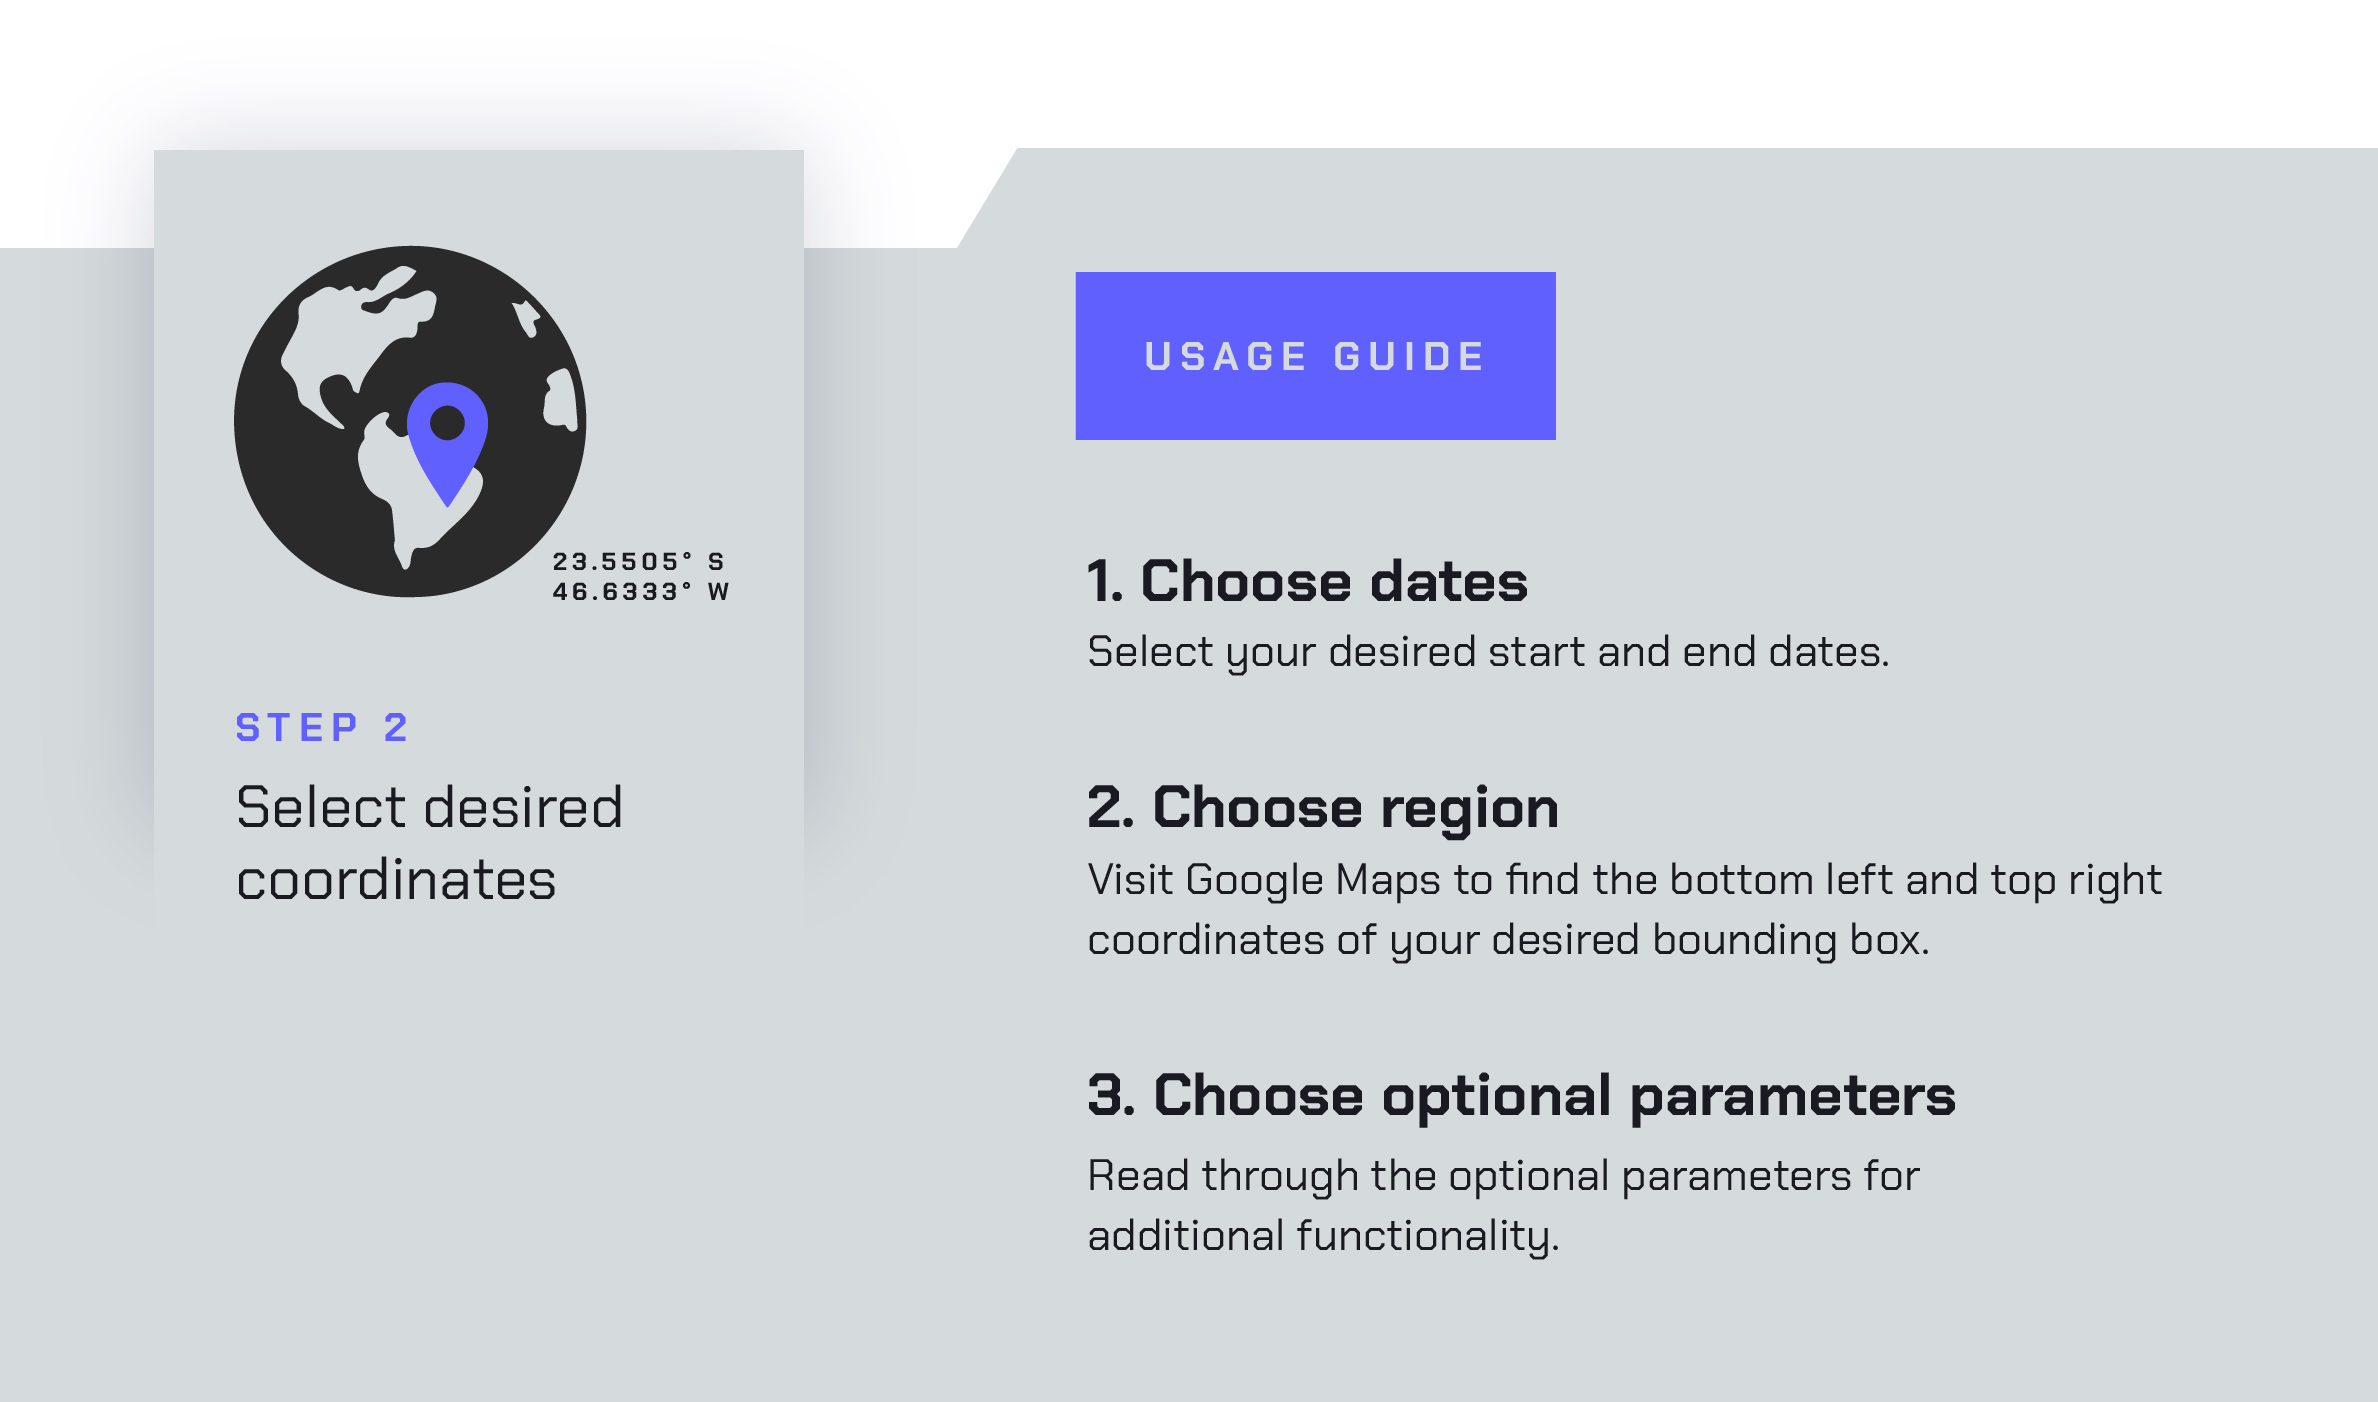 23.5505° S
46.6333° W
STEP 2
Select desired
coordinates
USAGE GUIDE
1. Choose dates
Select your desired start and end dates.
2. Choose region
Visit Google Maps to find the bottom left and top right
coordinates of your desired bounding box.
3. Choose optional parameters
Read through the optional parameters for
additional functionality.